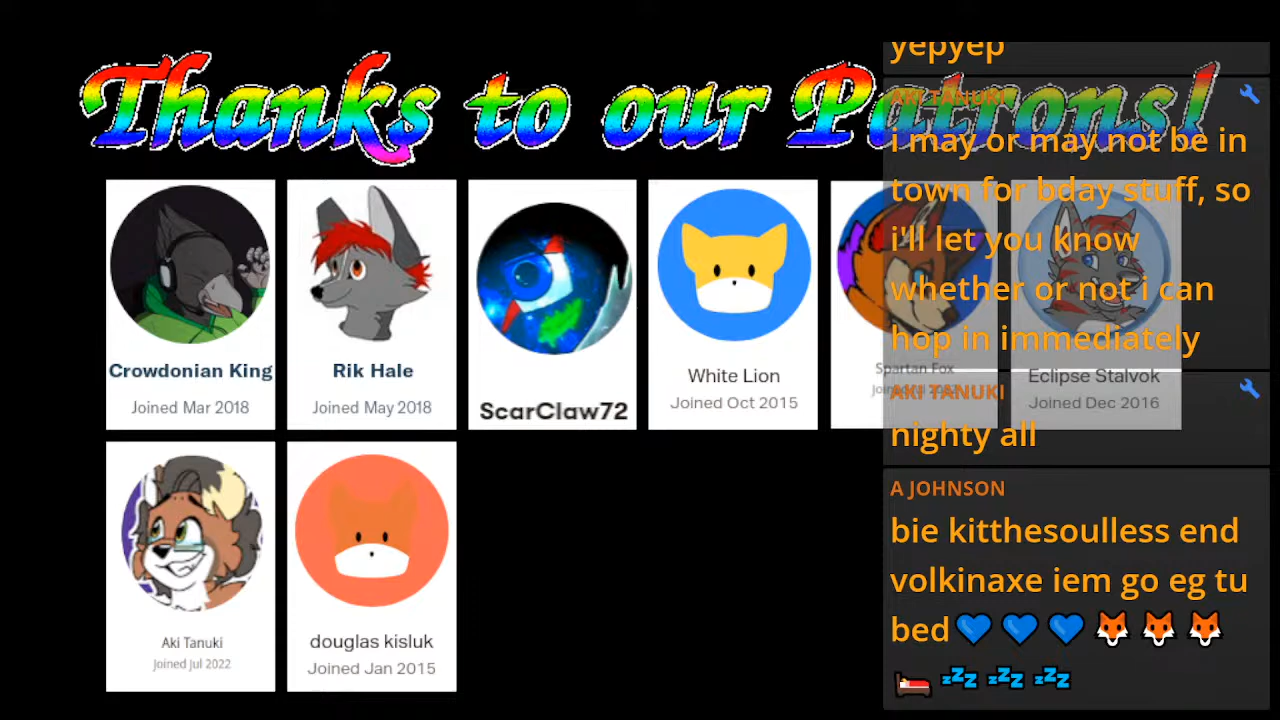 Thanks to our Patrons!
Crowdonian King
Joined Mar 2018
Rik Hale
Joined May 2018
ScarClaw72
White Lion
Joined Oct 2015
Spartan Fox
Eclipse Stalvok
Joined Dec 2016
Aki Tanuki
Joined Jul 2022
douglas kisluk
Joined Jan 2015
yepyep
AKI TANUKI
i may or may not be in
town for bday stuff, so
i'll let you know
whether or not i can
hop in immediately
AKI TANUKI
nighty all
A JOHNSON
bie kitthesoulless end
volkinaxe iem go eg tu
bed💙💙💙🦊🦊🦊
🛌💤💤💤